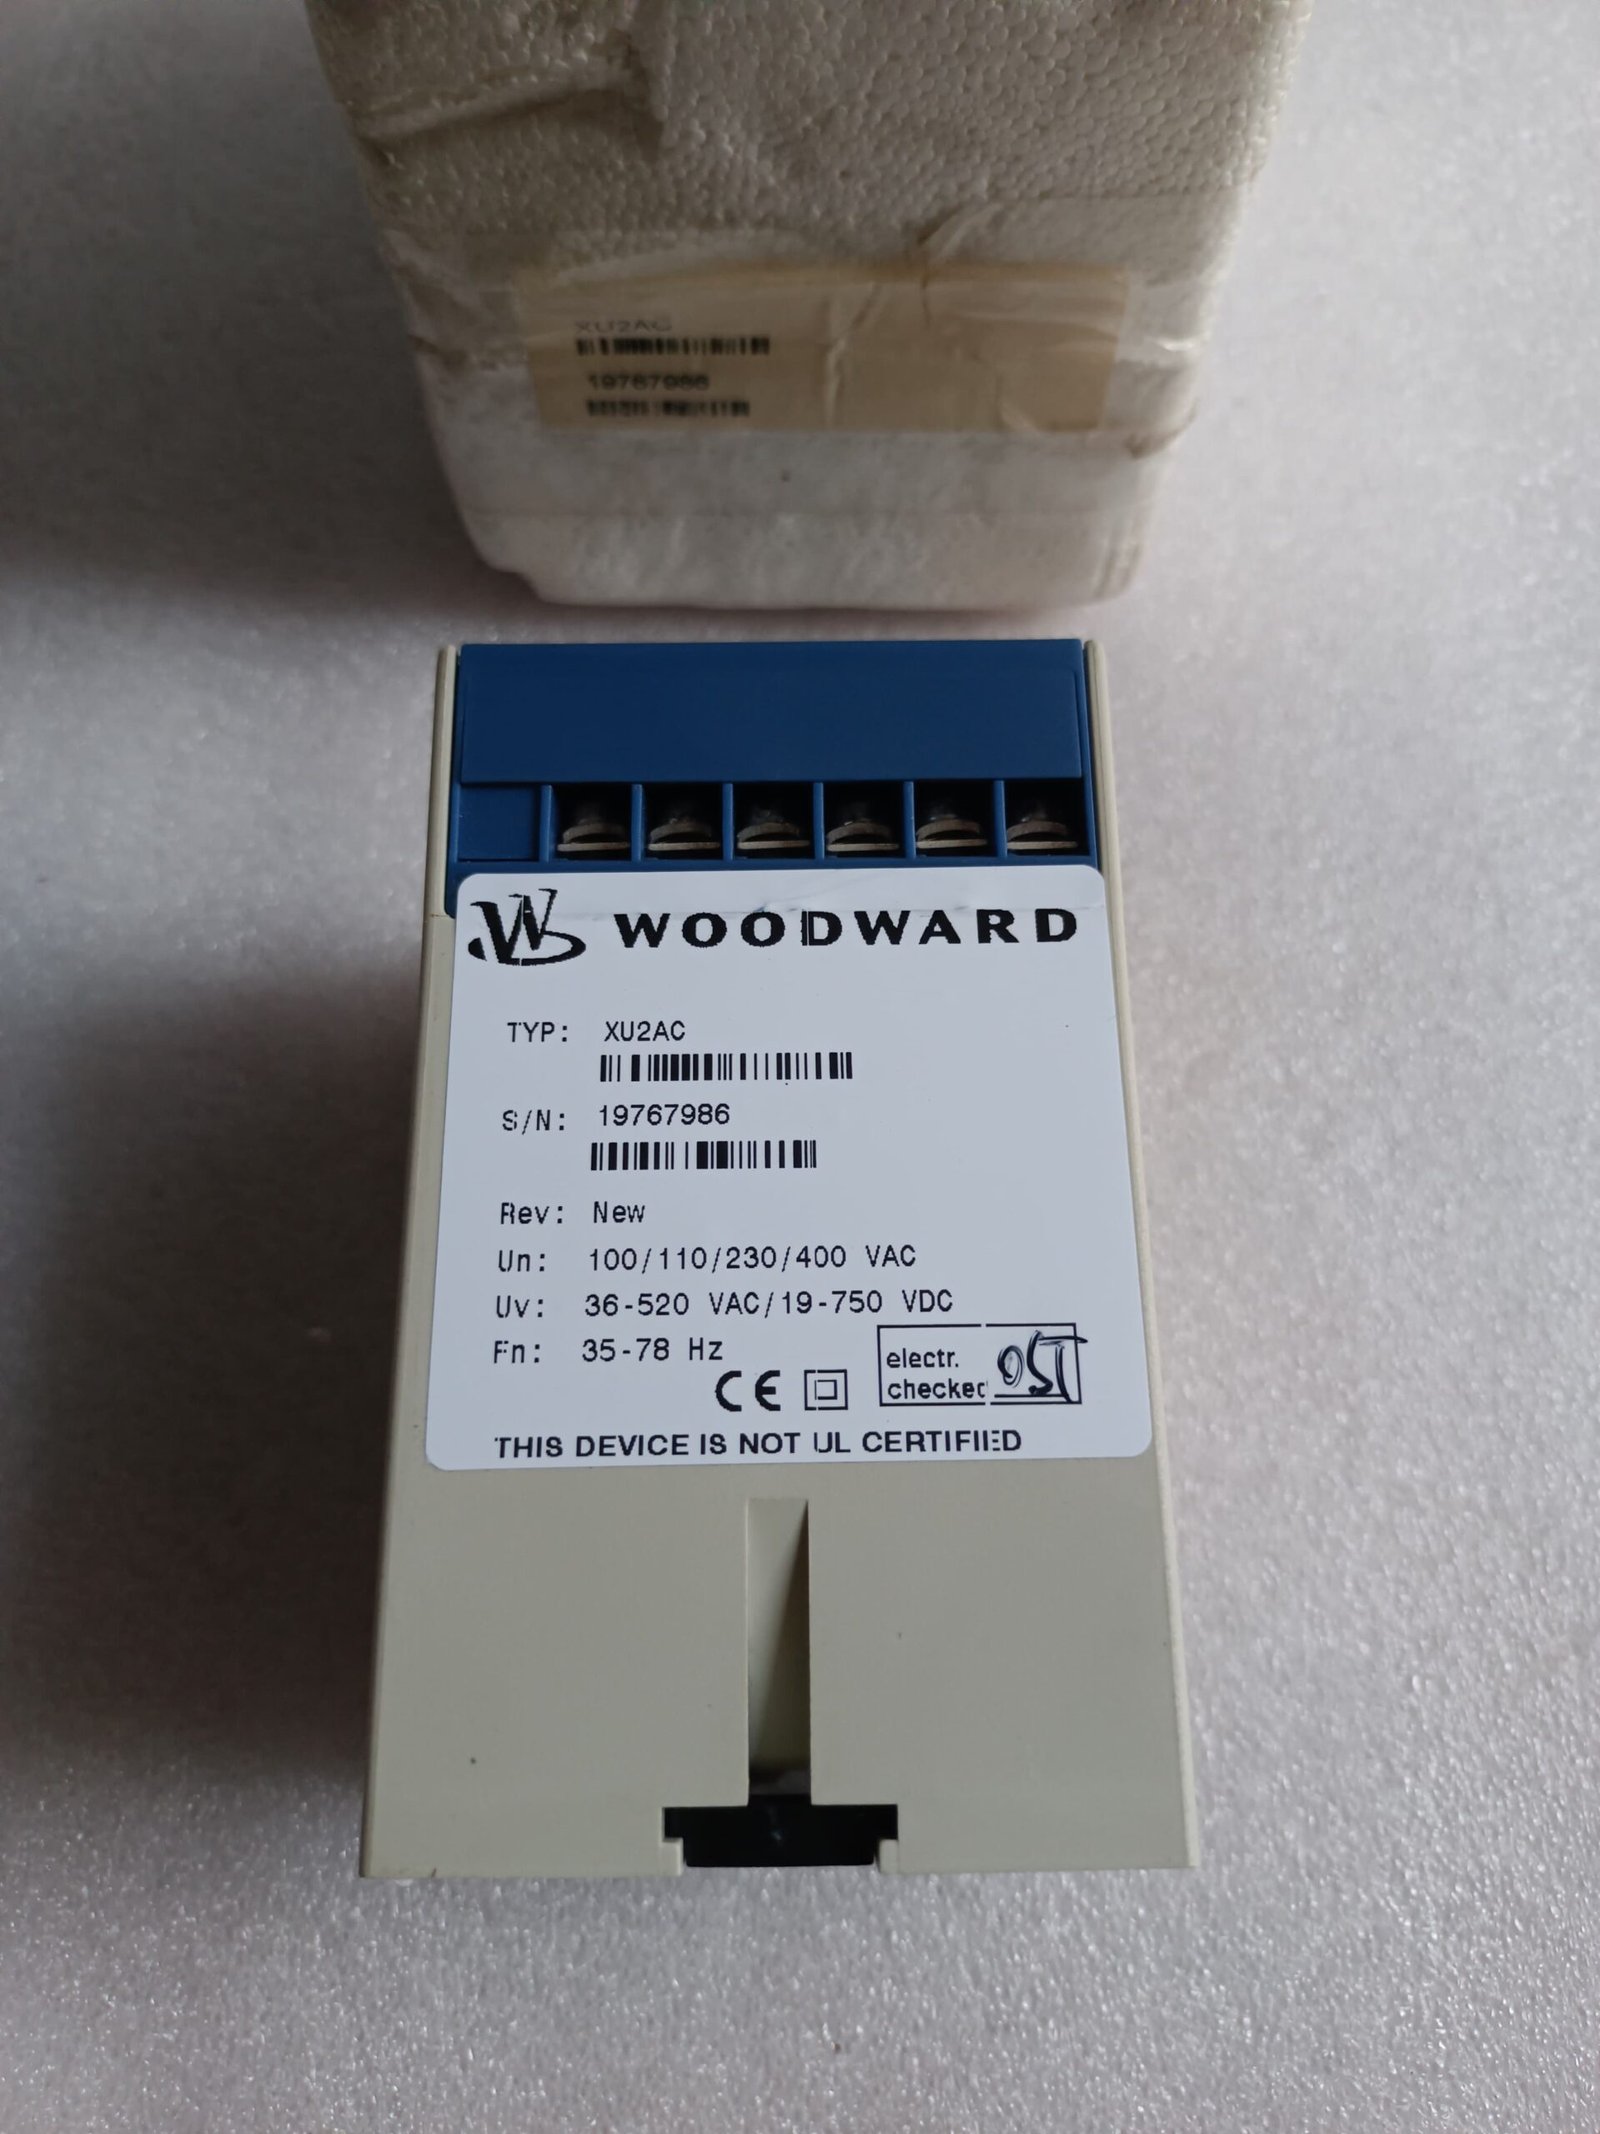 XU2AC
19767986
WOODWARD
TYP: XU2AC
S/N: 19767986
Rev: New
Un: 100/110/230/400 VAC
Uv: 36-520 VAC/19-750 VDC
Fn: 35-78 Hz
CE
electr.
checked
THIS DEVICE IS NOT UL CERTIFIED